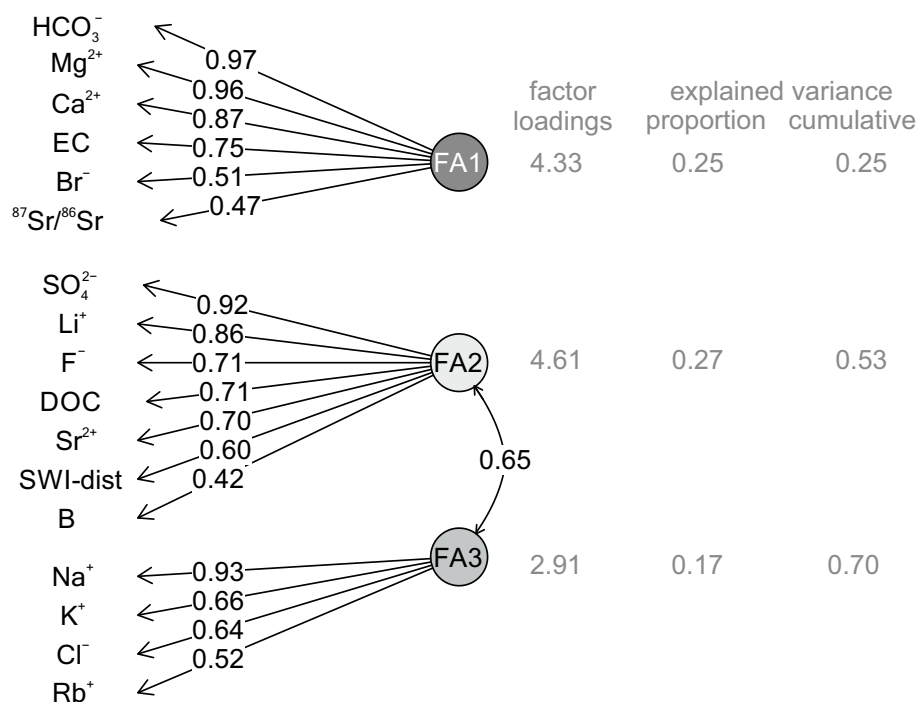 HCO₃⁻
Mg²⁺
Ca²⁺
EC
Br⁻
⁸⁷Sr/⁸⁶Sr
0.97
0.96
0.87
0.75
0.51
0.47
FA1
factor loadings
explained variance
proportion cumulative
4.33 0.25 0.25
SO₄²⁻
Li⁺
F⁻
DOC
Sr²⁺
SWI-dist
B
0.92
0.86
0.71
0.71
0.70
0.60
0.42
FA2
4.61 0.27 0.53
0.65
Na⁺
K⁺
Cl⁻
Rb⁺
0.93
0.66
0.64
0.52
FA3
2.91 0.17 0.70